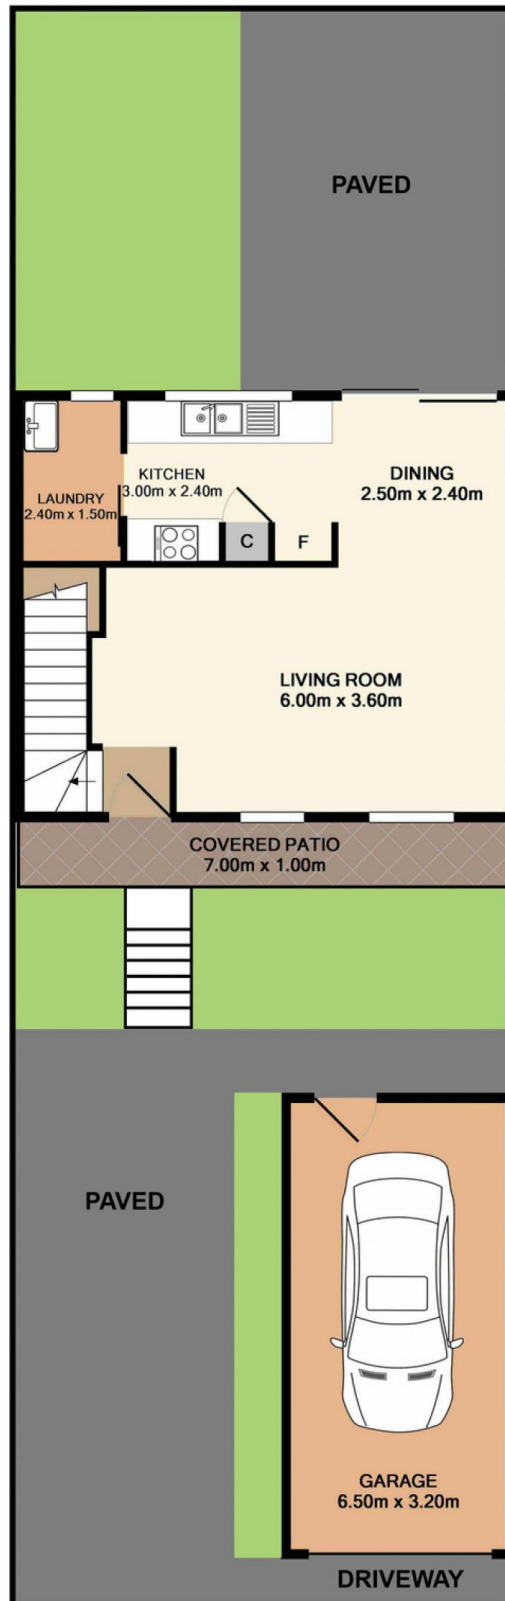 PAVED
KITCHEN
3.00m x 2.40m
DINING
2.50m x 2.40m
LAUNDRY
2.40m x 1.50m
C
F
LIVING ROOM
6.00m x 3.60m
COVERED PATIO
7.00m x 1.00m
PAVED
GARAGE
6.50m x 3.20m
DRIVEWAY